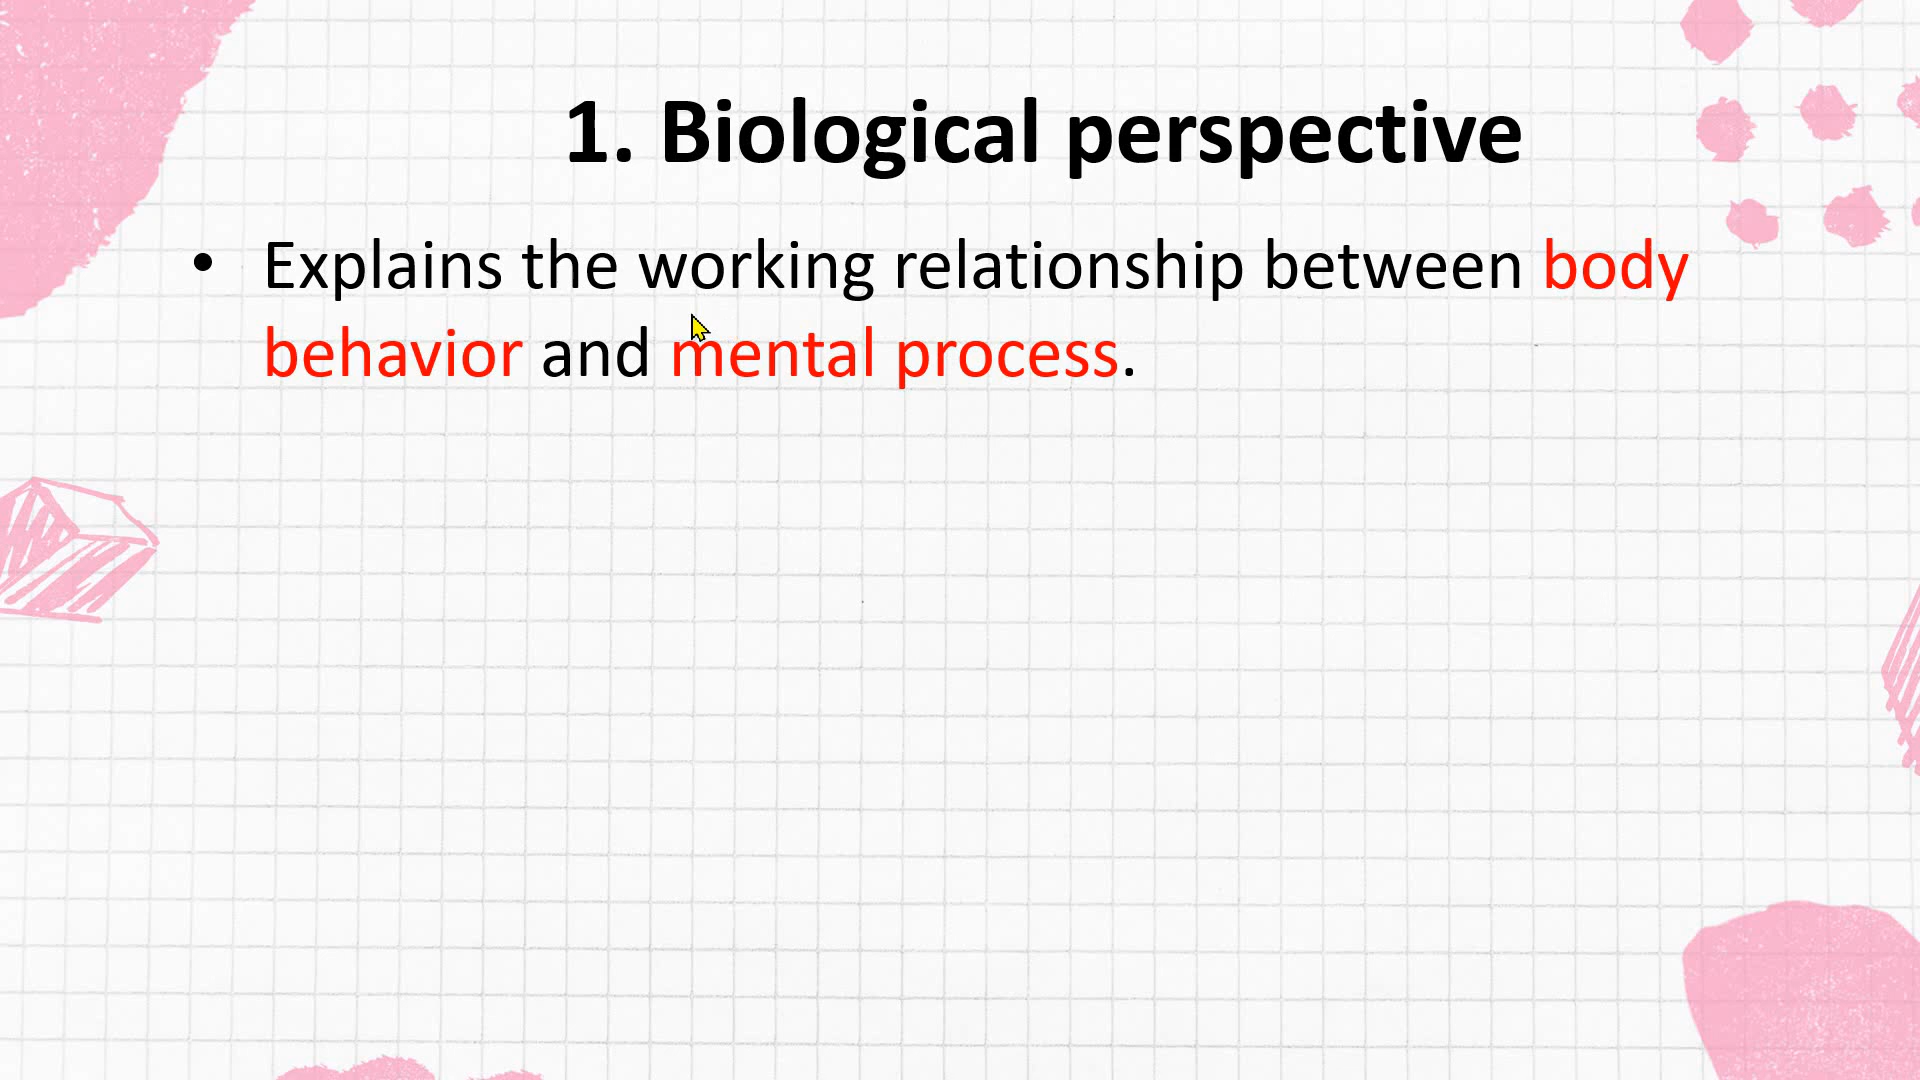 1. Biological perspective
• Explains the working relationship between body
behavior and mental process.